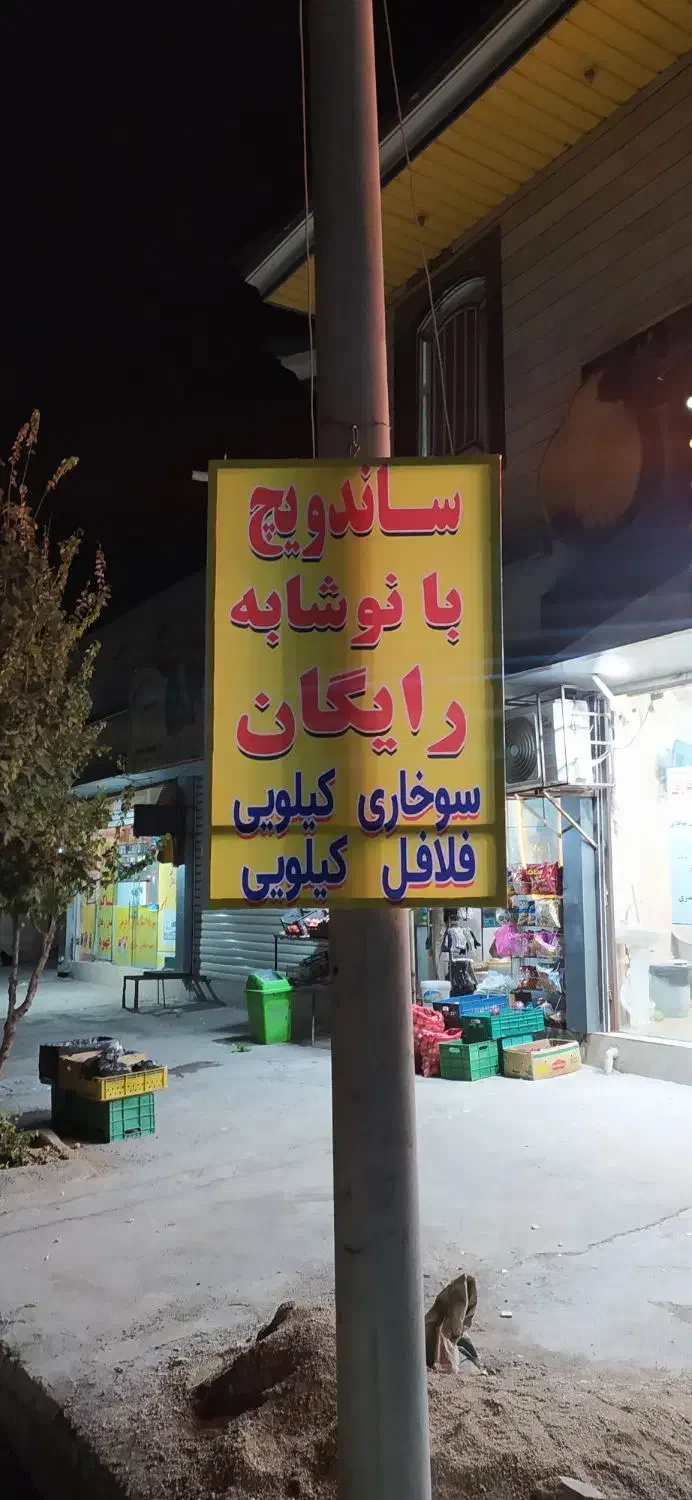 ساندویچ
با نوشابه
رایگان
سوخاری کیلویی
فلافل کیلویی